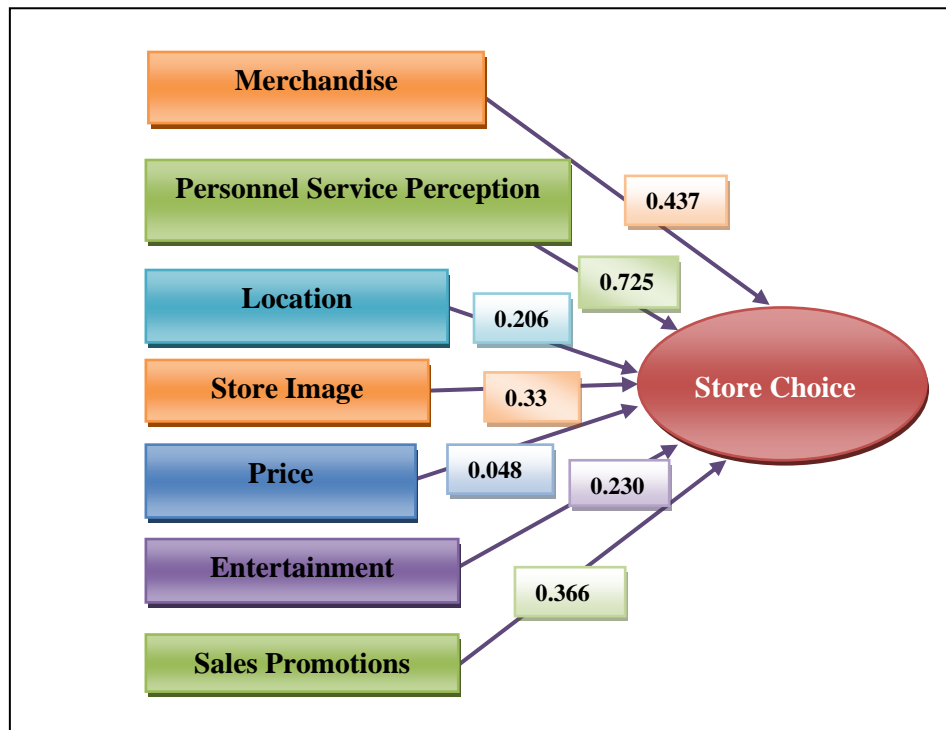 Merchandise
Personnel Service Perception
0.437
0.725
Location
0.206
Store Image
0.33
Store Choice
Price
0.048
0.230
Entertainment
0.366
Sales Promotions